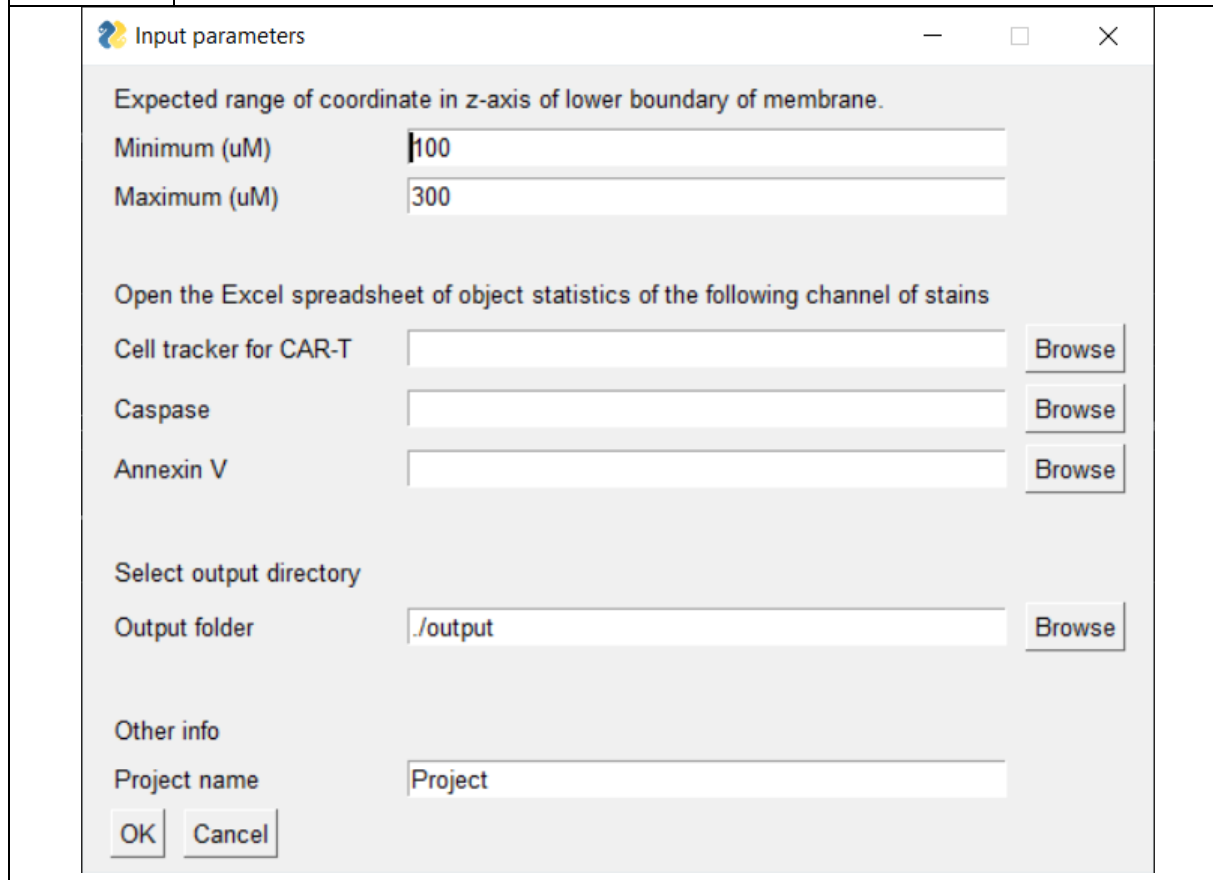 Input parameters
Expected range of coordinate in z-axis of lower boundary of membrane.
Minimum (uM) 100
Maximum (uM) 300
Open the Excel spreadsheet of object statistics of the following channel of stains
Cell tracker for CAR-T Browse
Caspase Browse
Annexin V Browse
Select output directory
Output folder ./output Browse
Other info
Project name Project
OK Cancel